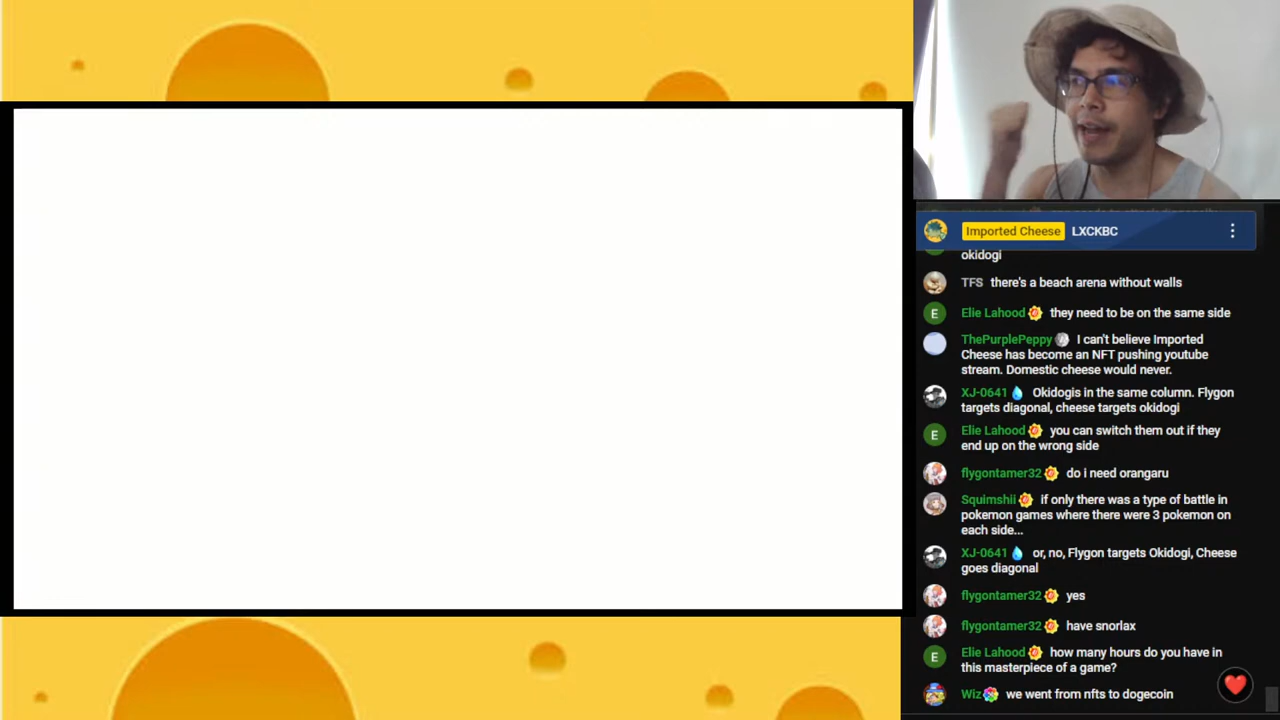 Imported Cheese LXCKBC
okidogi
TFS there's a beach arena without walls
E Elie Lahood they need to be on the same side
ThePurplePeppy I can't believe Imported
Cheese has become an NFT pushing youtube
stream. Domestic cheese would never.
XJ-0641 Okidogis in the same column. Flygon
targets diagonal, cheese targets okidogi
E Elie Lahood you can switch them out if they
end up on the wrong side
flygontamer32 do i need orangaru
Squimshii if only there was a type of battle in
pokemon games where there were 3 pokemon on
each side...
XJ-0641 or, no, Flygon targets Okidogi, Cheese
goes diagonal
flygontamer32 yes
flygontamer32 have snorlax
E Elie Lahood how many hours do you have in
this masterpiece of a game?
Wiz we went from nfts to dogecoin